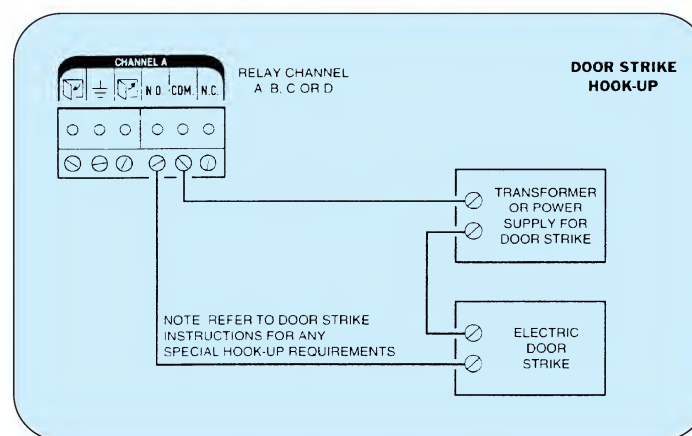 CHANNEL A
N.O. COM. N.C.
RELAY CHANNEL
A B, C OR D
DOOR STRIKE
HOOK-UP
TRANSFORMER
OR POWER
SUPPLY FOR
DOOR STRIKE
NOTE REFER TO DOOR STRIKE
INSTRUCTIONS FOR ANY
SPECIAL HOOK-UP REQUIREMENTS
ELECTRIC
DOOR
STRIKE